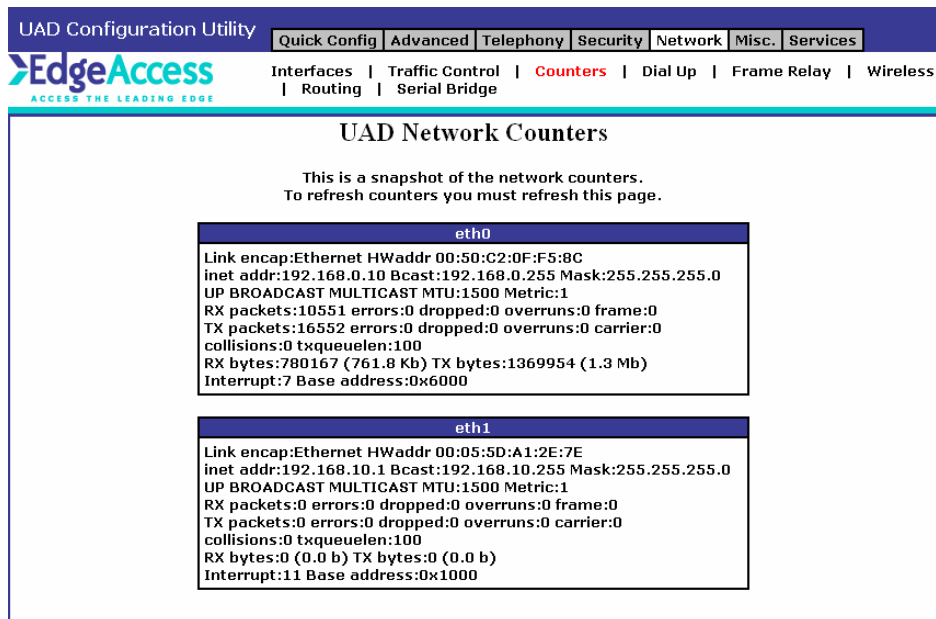 UAD Configuration Utility
Quick Config Advanced Telephony Security Network Misc. Services
EdgeAccess
ACCESS THE LEADING EDGE
Interfaces | Traffic Control | Counters | Dial Up | Frame Relay | Wireless
| Routing | Serial Bridge
UAD Network Counters
This is a snapshot of the network counters.
To refresh counters you must refresh this page.
eth0
Link encap:Ethernet HWaddr 00:50:C2:0F:F5:8C
inet addr:192.168.0.10 Bcast:192.168.0.255 Mask:255.255.255.0
UP BROADCAST MULTICAST MTU:1500 Metric:1
RX packets:10551 errors:0 dropped:0 overruns:0 frame:0
TX packets:16552 errors:0 dropped:0 overruns:0 carrier:0
collisions:0 txqueuelen:100
RX bytes:780167 (761.8 Kb) TX bytes:1369954 (1.3 Mb)
Interrupt:7 Base address:0x6000
eth1
Link encap:Ethernet HWaddr 00:05:5D:A1:2E:7E
inet addr:192.168.10.1 Bcast:192.168.10.255 Mask:255.255.255.0
UP BROADCAST MULTICAST MTU:1500 Metric:1
RX packets:0 errors:0 dropped:0 overruns:0 frame:0
TX packets:0 errors:0 dropped:0 overruns:0 carrier:0
collisions:0 txqueuelen:100
RX bytes:0 (0.0 b) TX bytes:0 (0.0 b)
Interrupt:11 Base address:0x1000